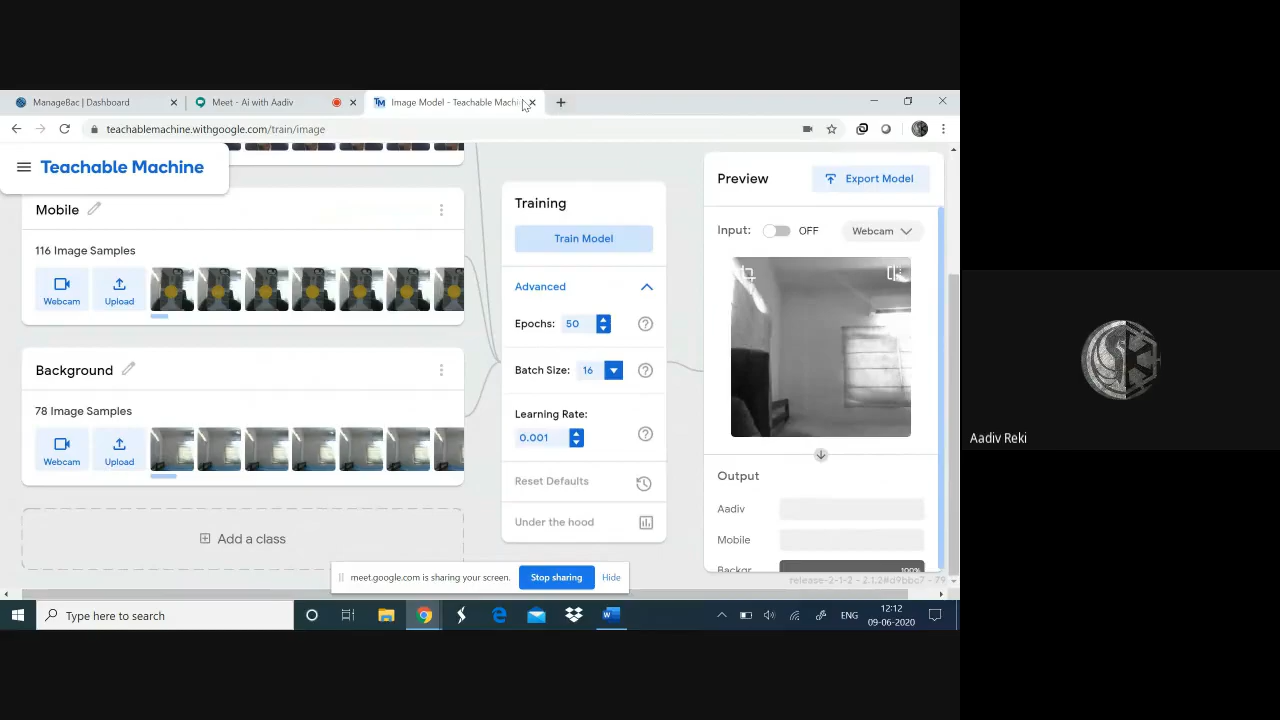 ManageBac | Dashboard
Meet - Ai with Aadiv
Image Model - Teachable Machi
teachablemachine.withgoogle.com/train/image
Teachable Machine
Mobile
116 Image Samples
Webcam
Upload
Background
78 Image Samples
Webcam
Upload
Add a class
Training
Train Model
Advanced
Epochs: 50
Batch Size: 16
Learning Rate:
0.001
Reset Defaults
Under the hood
Preview
Export Model
Input: OFF Webcam
Output
Aadiv
Mobile
Backgr 100%
meet.google.com is sharing your screen. Stop sharing Hide
Type here to search
ENG
12:12
09-06-2020
Aadiv Reki